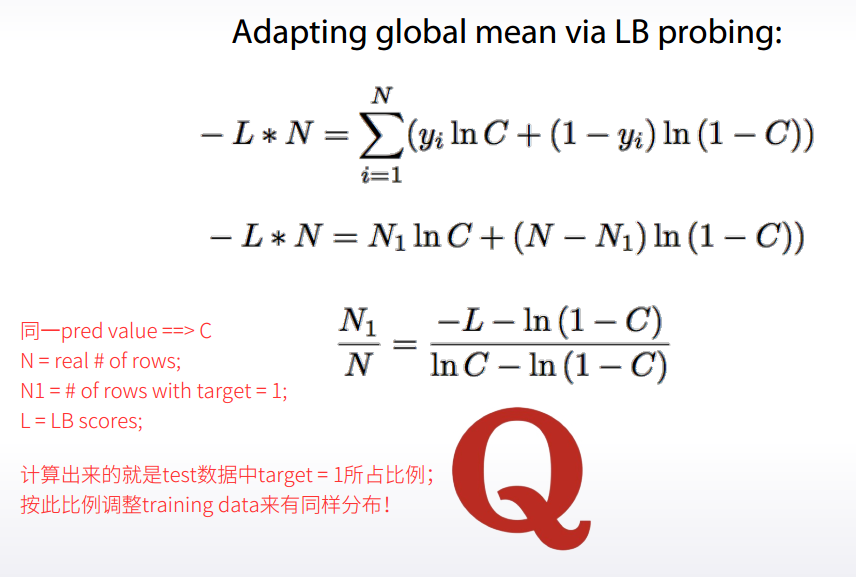 Adapting global mean via LB probing:
$$-L * N = \sum_{i=1}^{N} (y_i \ln C + (1 - y_i) \ln (1 - C))$$
$$-L * N = N_1 \ln C + (N - N_1) \ln (1 - C))$$
$$\frac{N_1}{N} = \frac{-L - \ln (1 - C)}{\ln C - \ln (1 - C)}$$
同一pred value ==> C
N = real # of rows;
N1 = # of rows with target = 1;
L = LB scores;
计算出来的就是test数据中target = 1所占比例；
按此比例调整training data来有同样分布！
Q